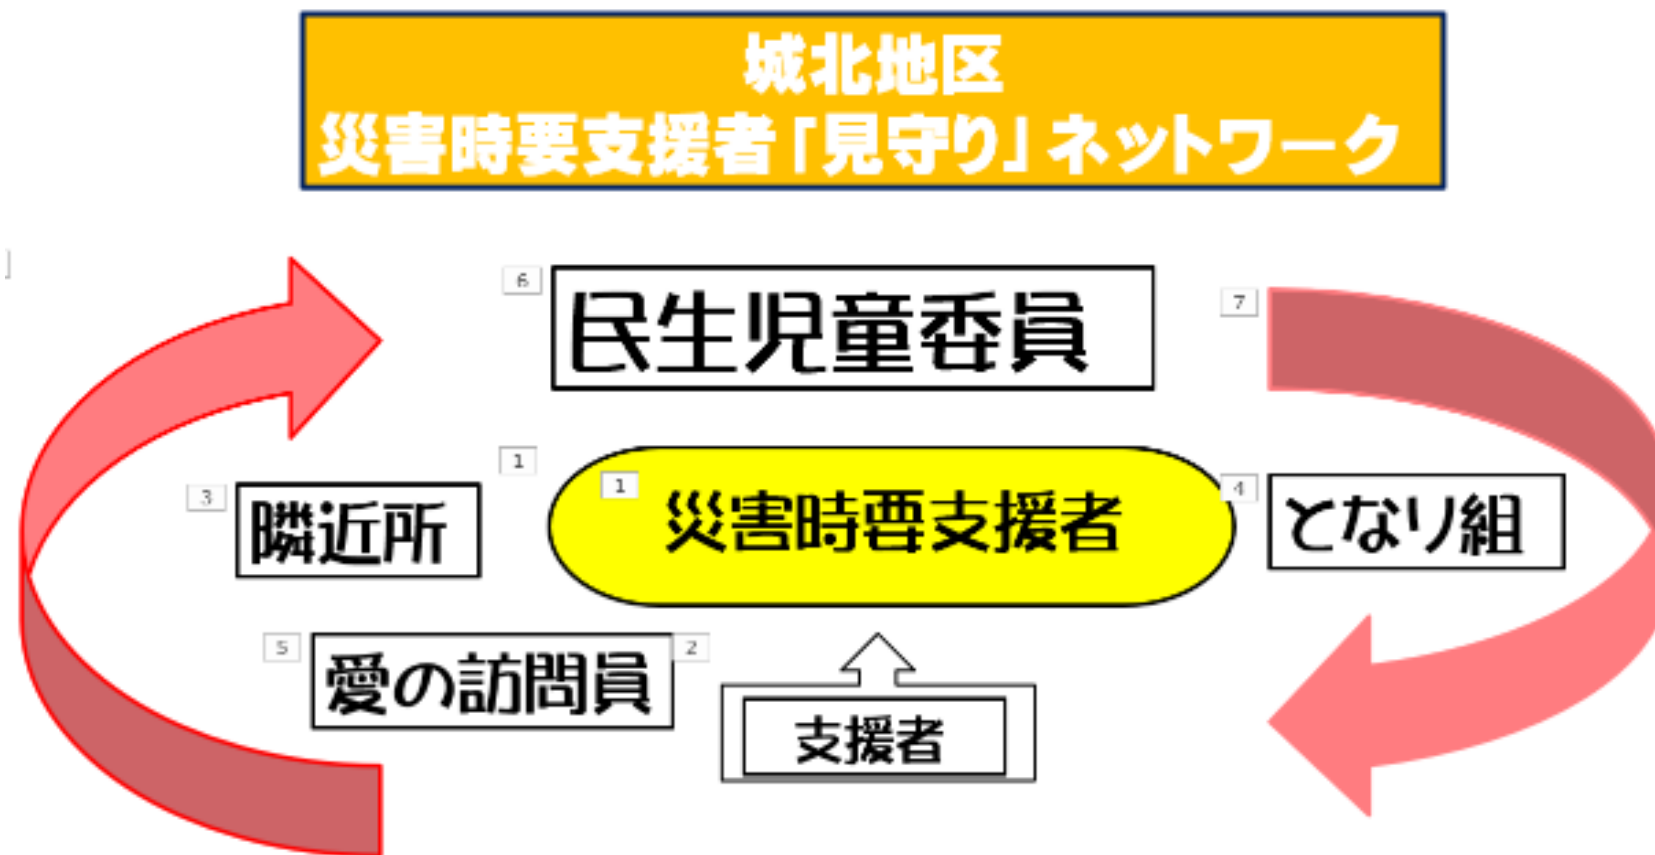 城北地区
災害時要支援者「見守り」ネットワーク
6
民生児童委員
7
1
1
災害時要支援者
3
隣近所
4
となり組
5
愛の訪問員
2
支援者